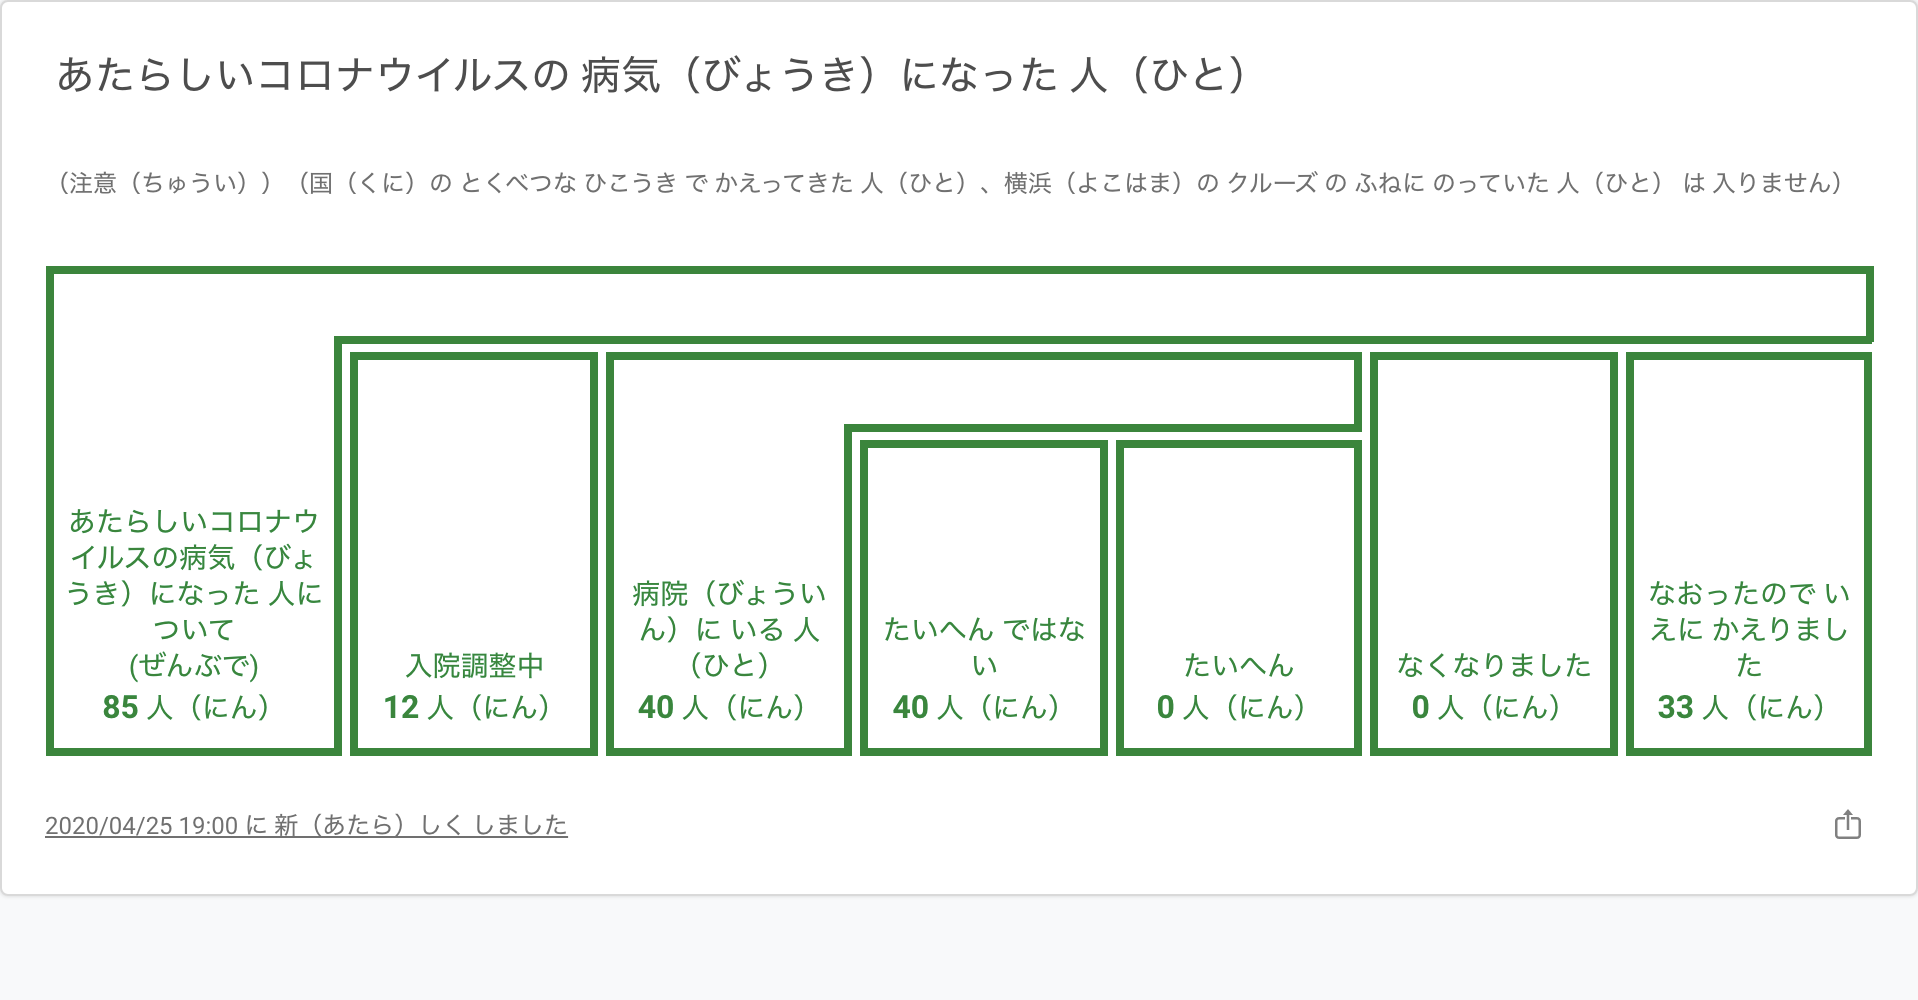 あたらしいコロナウイルスの 病気（びょうき）になった 人（ひと）
（注意（ちゅうい））（国（くに）の とくべつな ひこうき で かえってきた 人（ひと）、横浜（よこはま）の クルーズ の ふねに のっていた 人（ひと） は 入りません）
あたらしいコロナウ
イルスの病気（びょ
うき）になった 人に
ついて
(ぜんぶで)
85 人（にん）
入院調整中
12 人（にん）
病院（びょうい
ん）に いる 人
（ひと）
40 人（にん）
たいへん ではな
い
40 人（にん）
たいへん
0 人（にん）
なくなりました
0 人（にん）
なおったので い
えに かえりまし
た
33 人（にん）
2020/04/25 19:00 に 新（あたら）しく しました